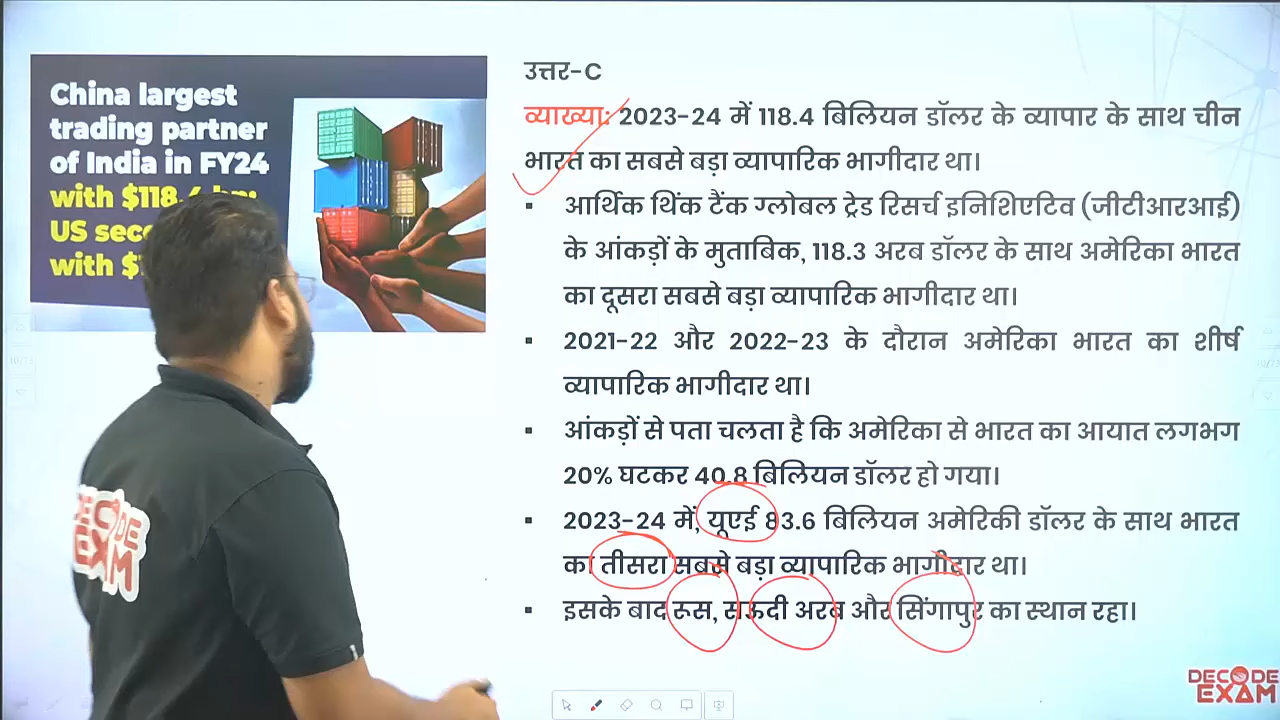 China largest
trading partner
of India in FY24
with $118.4 bn;
US
with $
उत्तर-C
व्याख्या: 2023-24 में 118.4 बिलियन डॉलर के व्यापार के साथ चीन
भारत का सबसे बड़ा व्यापारिक भागीदार था।
▪ आर्थिक थिंक टैंक ग्लोबल ट्रेड रिसर्च इनिशिएटिव (जीटीआरआई)
के आंकड़ों के मुताबिक, 118.3 अरब डॉलर के साथ अमेरिका भारत
का दूसरा सबसे बड़ा व्यापारिक भागीदार था।
▪ 2021-22 और 2022-23 के दौरान अमेरिका भारत का शीर्ष
व्यापारिक भागीदार था।
▪ आंकड़ों से पता चलता है कि अमेरिका से भारत का आयात लगभग
20% घटकर 40.8 बिलियन डॉलर हो गया।
▪ 2023-24 में, यूएई 83.6 बिलियन अमेरिकी डॉलर के साथ भारत
का तीसरा सबसे बड़ा व्यापारिक भागीदार था।
▪ इसके बाद रूस, सऊदी अरब और सिंगापुर का स्थान रहा।
DECODE
EXAM
DECODE
EXAM